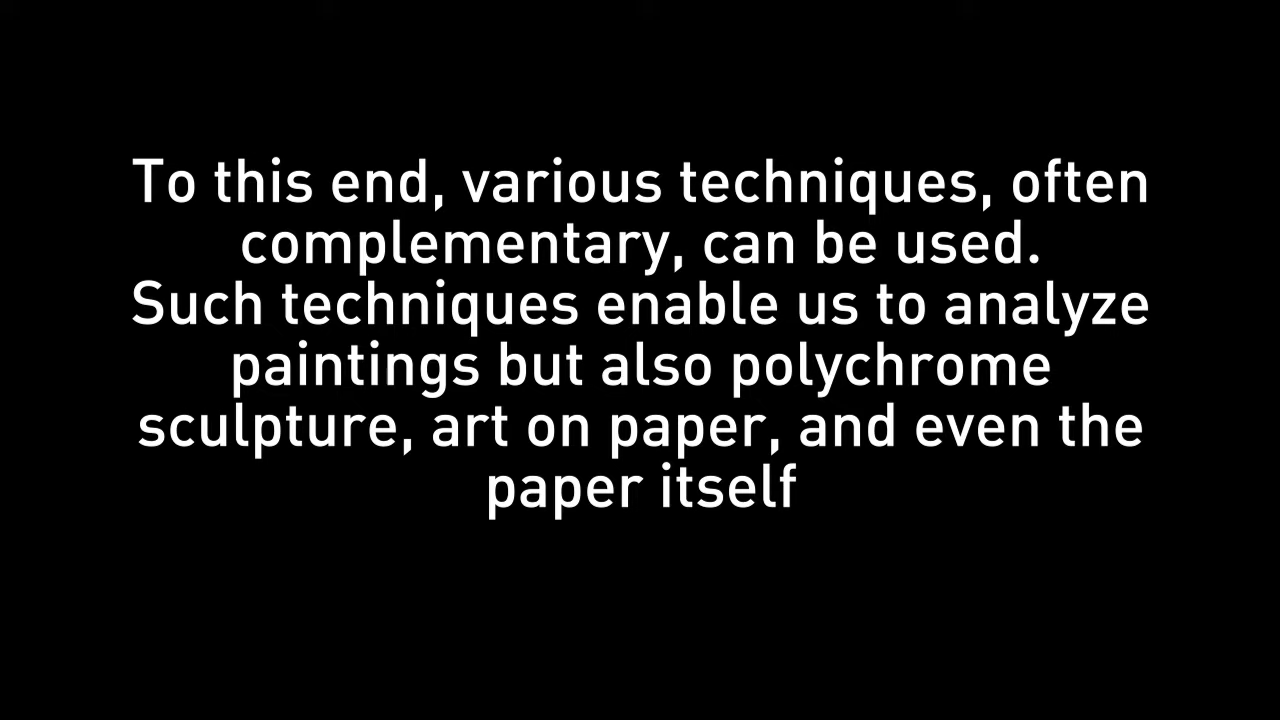 To this end, various techniques, often
complementary, can be used.
Such techniques enable us to analyze
paintings but also polychrome
sculpture, art on paper, and even the
paper itself